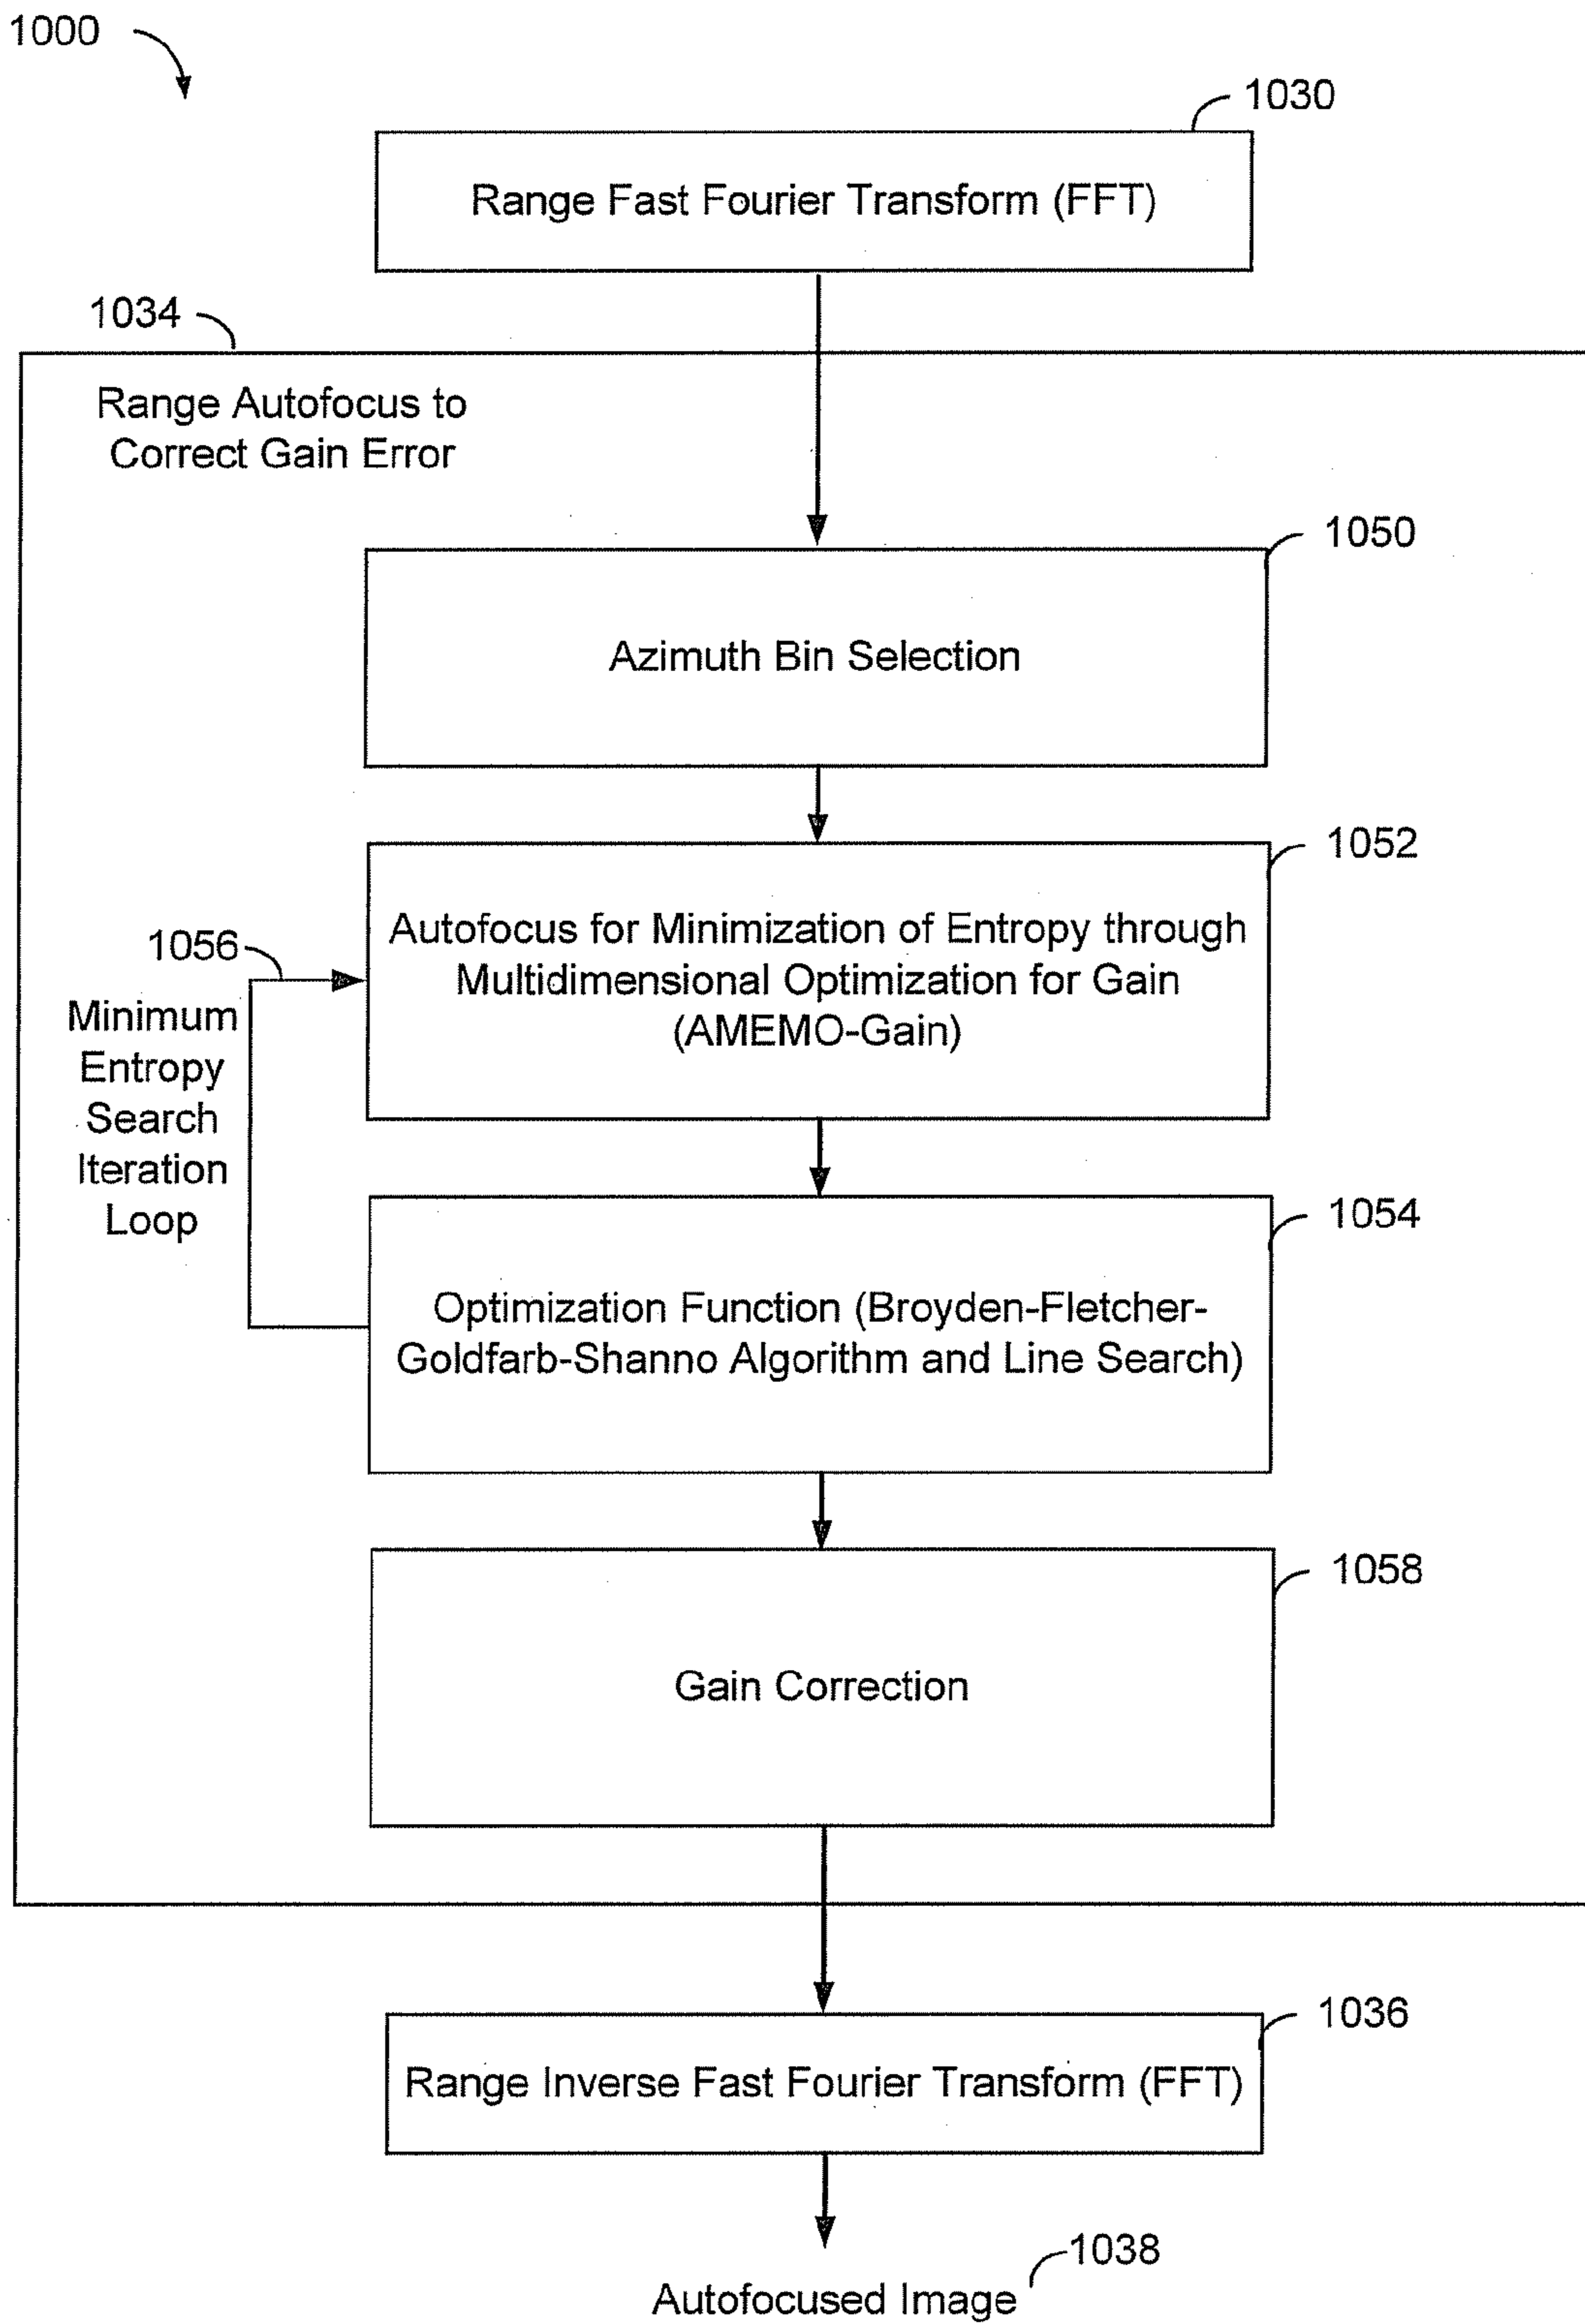 1000
1030
Range Fast Fourier Transform (FFT)
1034
Range Autofocus to
Correct Gain Error
1050
Azimuth Bin Selection
1052
Autofocus for Minimization of Entropy through
Multidimensional Optimization for Gain
(AMEMO-Gain)
1056
Minimum
Entropy
Search
Iteration
Loop
1054
Optimization Function (Broyden-Fletcher-
Goldfarb-Shanno Algorithm and Line Search)
1058
Gain Correction
1036
Range Inverse Fast Fourier Transform (FFT)
1038
Autofocused Image